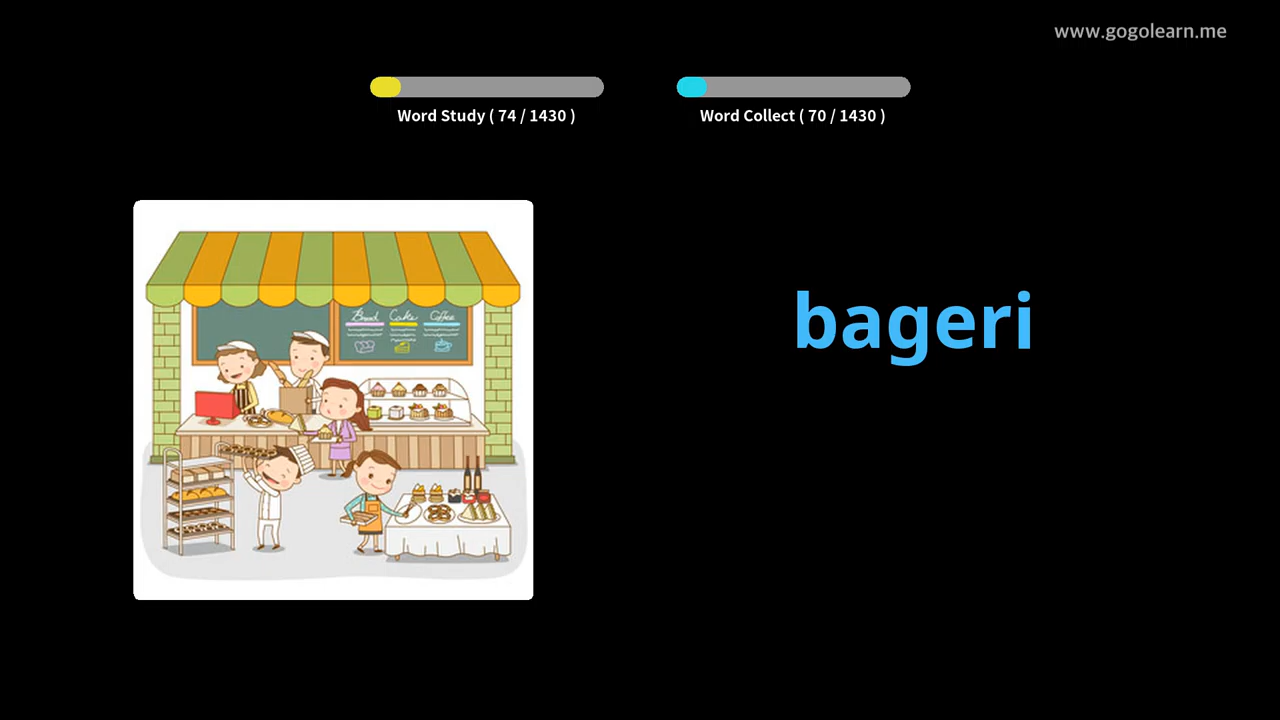 www.gogolearn.me
Word Study ( 74 / 1430 )
Word Collect ( 70 / 1430 )
Bread Cake Coffee
bageri